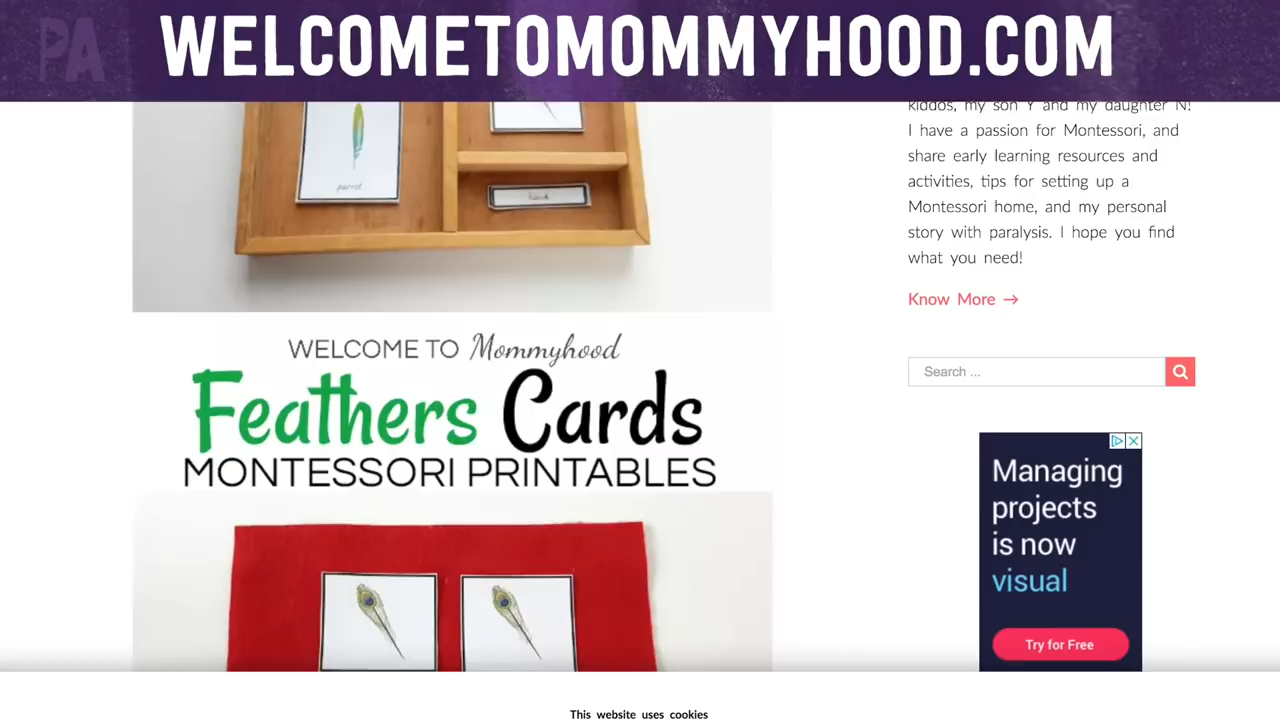 PA
WELCOMETOMOMMYHOOD.COM
parrot
kiddos, my son Y and my daughter N!
I have a passion for Montessori, and
share early learning resources and
activities, tips for setting up a
Montessori home, and my personal
story with paralysis. I hope you find
what you need!
Know More →
WELCOME TO Mommyhood
Feathers Cards
MONTESSORI PRINTABLES
Search ...
Managing
projects
is now
visual
Try for Free
This website uses cookies